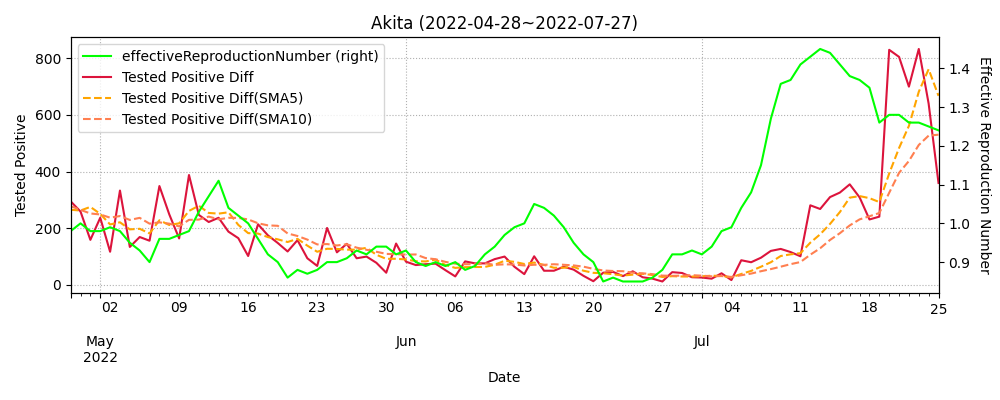 Akita (2022-04-28~2022-07-27)
effectiveReproductionNumber (right)
Tested Positive Diff
Tested Positive Diff(SMA5)
Tested Positive Diff(SMA10)
Tested Positive
800
600
400
200
0
Effective Reproduction Number
1.4
1.3
1.2
1.1
1.0
0.9
02 09 16 23 30 06 13 20 27 04 11 18 25
May Jun Jul
2022
Date